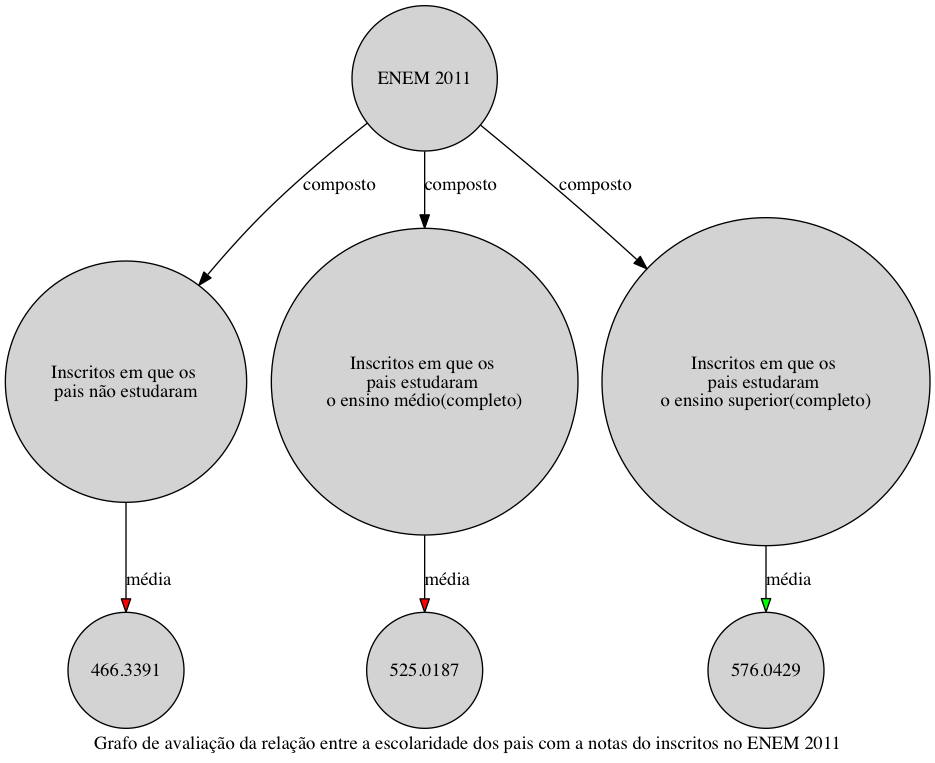 ENEM 2011
composto
composto
composto
Inscritos em que os
pais não estudaram
Inscritos em que os
pais estudaram
o ensino médio(completo)
Inscritos em que os
pais estudaram
o ensino superior(completo)
média
média
média
466.3391
525.0187
576.0429
Grafo de avaliação da relação entre a escolaridade dos pais com a notas do inscritos no ENEM 2011